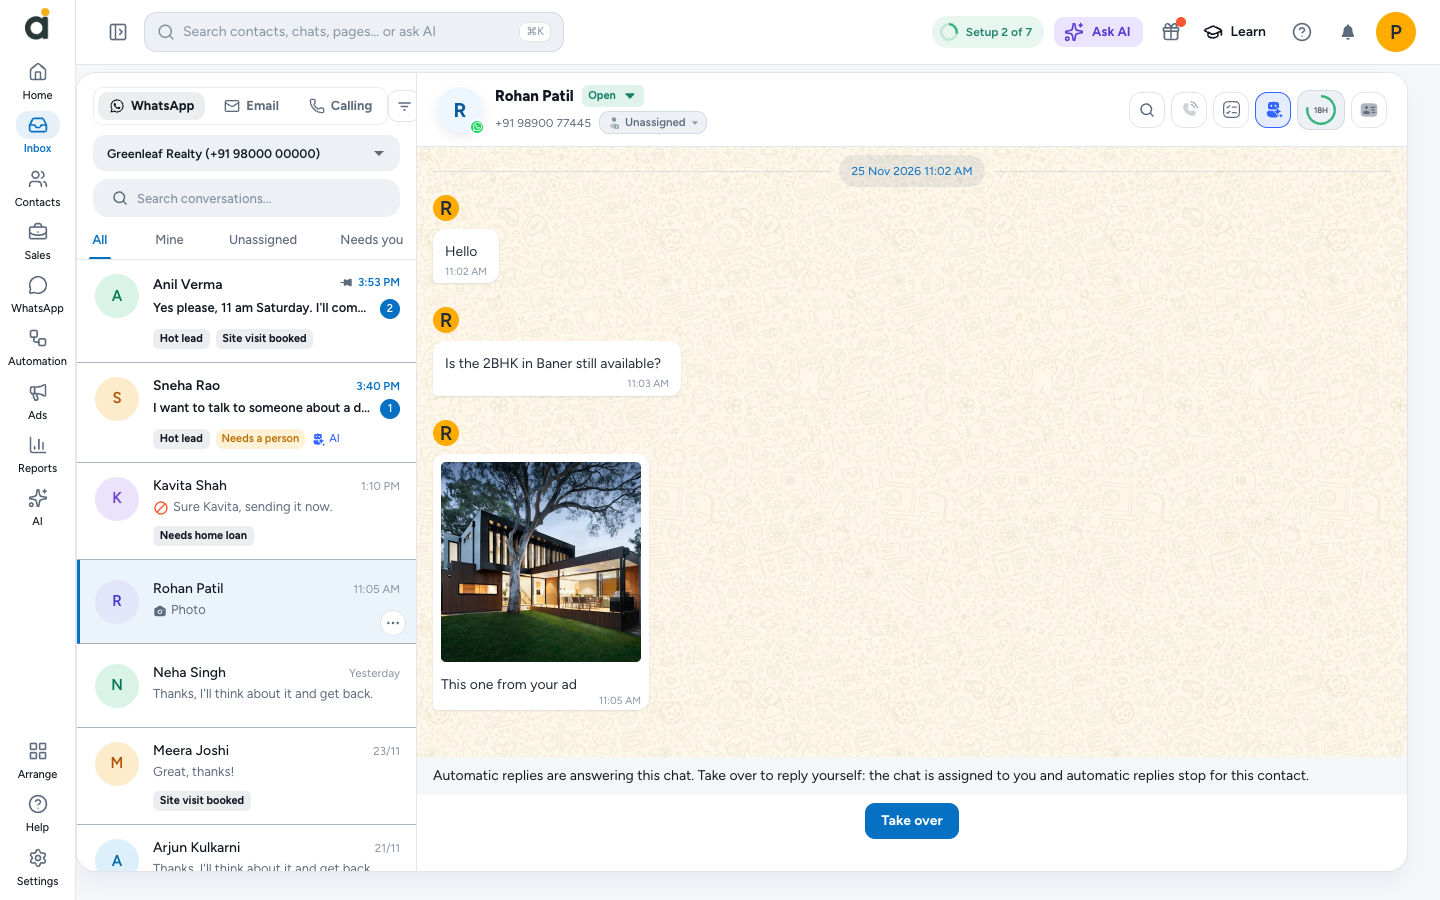 Search contacts, chats, pages... or ask AI
⌘K
Setup 2 of 7
Ask AI
Learn
P
Home
Inbox
Contacts
Sales
WhatsApp
Automation
Ads
Reports
AI
Arrange
Help
Settings
WhatsApp
Email
Calling
Greenleaf Realty (+91 98000 00000)
Search conversations...
All
Mine
Unassigned
Needs you
A
Anil Verma
3:53 PM
Yes please, 11 am Saturday. I'll com...
2
Hot lead
Site visit booked
S
Sneha Rao
3:40 PM
I want to talk to someone about a d...
1
Hot lead
Needs a person
AI
K
Kavita Shah
1:10 PM
Sure Kavita, sending it now.
Needs home loan
R
Rohan Patil
11:05 AM
Photo
N
Neha Singh
Yesterday
Thanks, I'll think about it and get back.
M
Meera Joshi
23/11
Great, thanks!
Site visit booked
A
Arjun Kulkarni
21/11
Thanks, I'll think about it and get back.
R
Rohan Patil
Open
+91 98900 77445
Unassigned
18H
25 Nov 2026 11:02 AM
R
Hello
11:02 AM
R
Is the 2BHK in Baner still available?
11:03 AM
R
This one from your ad
11:05 AM
Automatic replies are answering this chat. Take over to reply yourself: the chat is assigned to you and automatic replies stop for this contact.
Take over